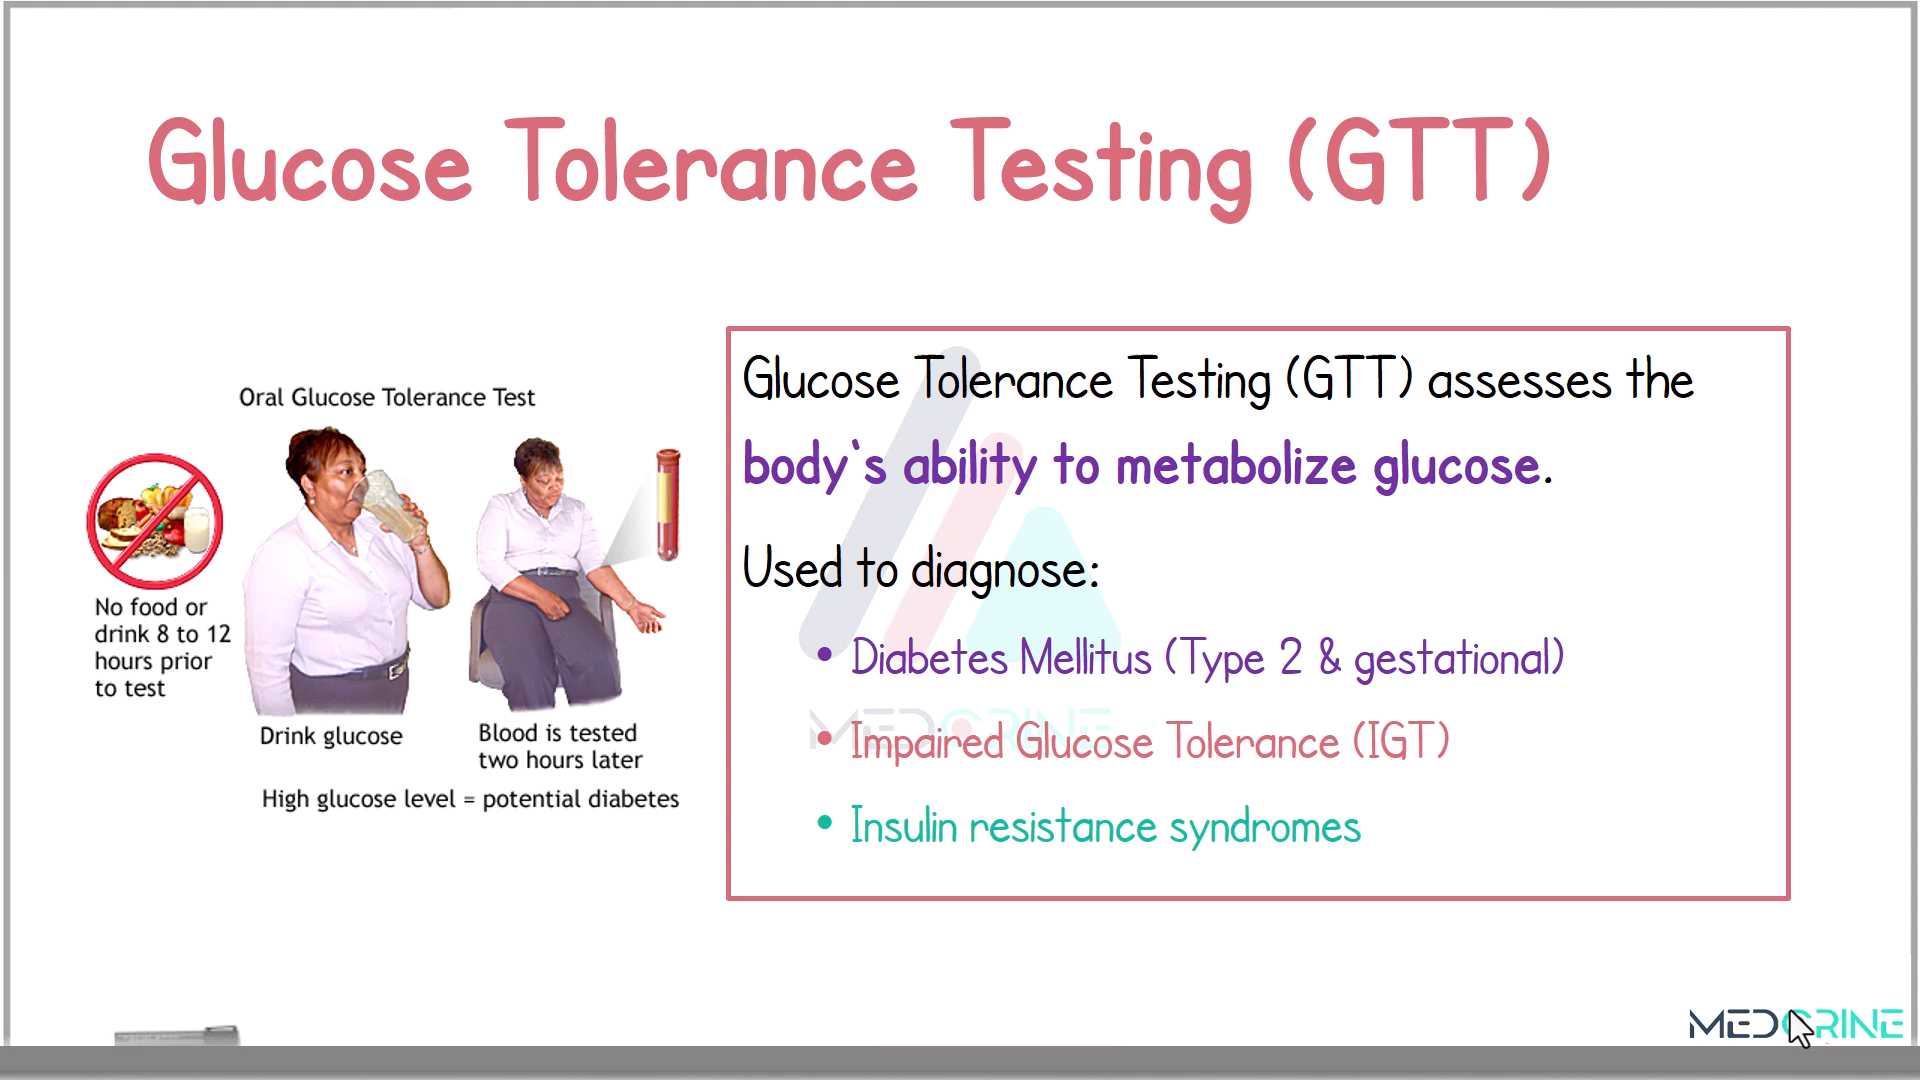 Glucose Tolerance Testing (GTT)
Oral Glucose Tolerance Test
No food or
drink 8 to 12
hours prior
to test
Drink glucose
Blood is tested
two hours later
High glucose level = potential diabetes
Glucose Tolerance Testing (GTT) assesses the
body's ability to metabolize glucose.
Used to diagnose:
• Diabetes Mellitus (Type 2 & gestational)
• Impaired Glucose Tolerance (IGT)
• Insulin resistance syndromes
MEDCRINE
MEDCRINE